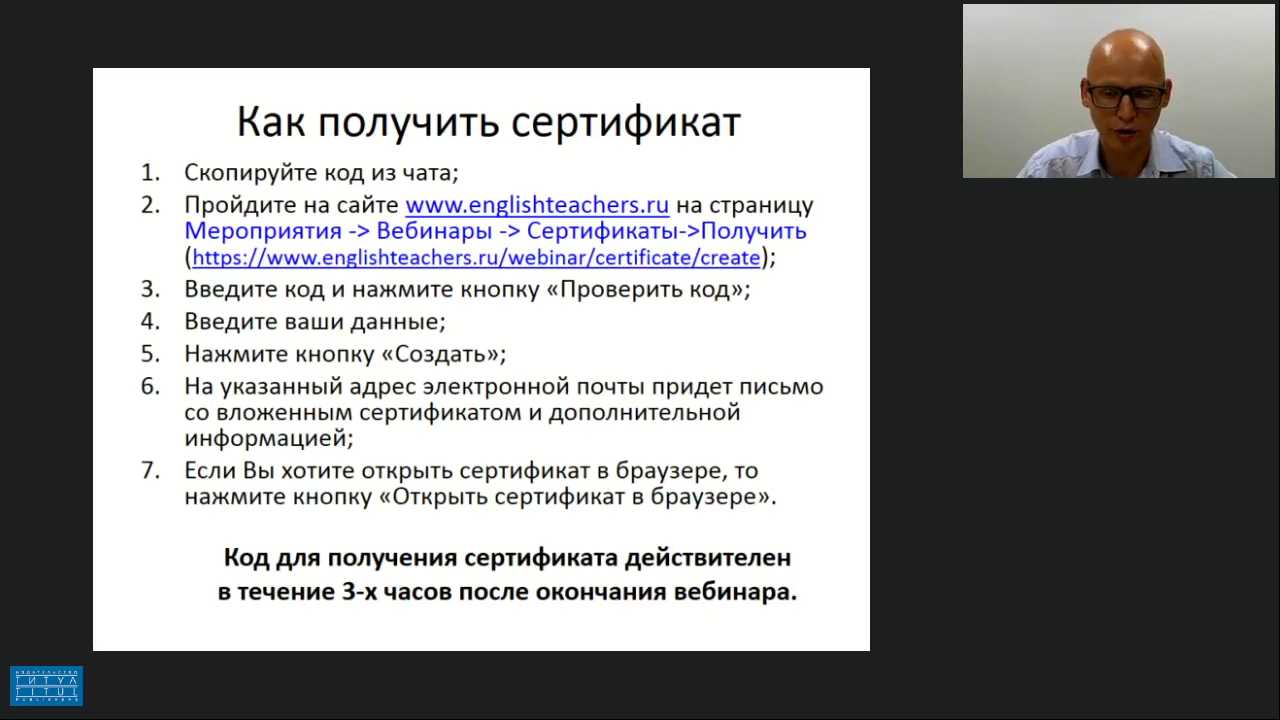 Как получить сертификат
1. Скопируйте код из чата;
2. Пройдите на сайте www.englishteachers.ru на страницу
Мероприятия -> Вебинары -> Сертификаты->Получить
(https://www.englishteachers.ru/webinar/certificate/create);
3. Введите код и нажмите кнопку «Проверить код»;
4. Введите ваши данные;
5. Нажмите кнопку «Создать»;
6. На указанный адрес электронной почты придет письмо
со вложенным сертификатом и дополнительной
информацией;
7. Если Вы хотите открыть сертификат в браузере, то
нажмите кнопку «Открыть сертификат в браузере».
Код для получения сертификата действителен
в течение 3-х часов после окончания вебинара.
ИЗДАТЕЛЬСТВО
ТИТУЛ
TITUL
PUBLISHERS